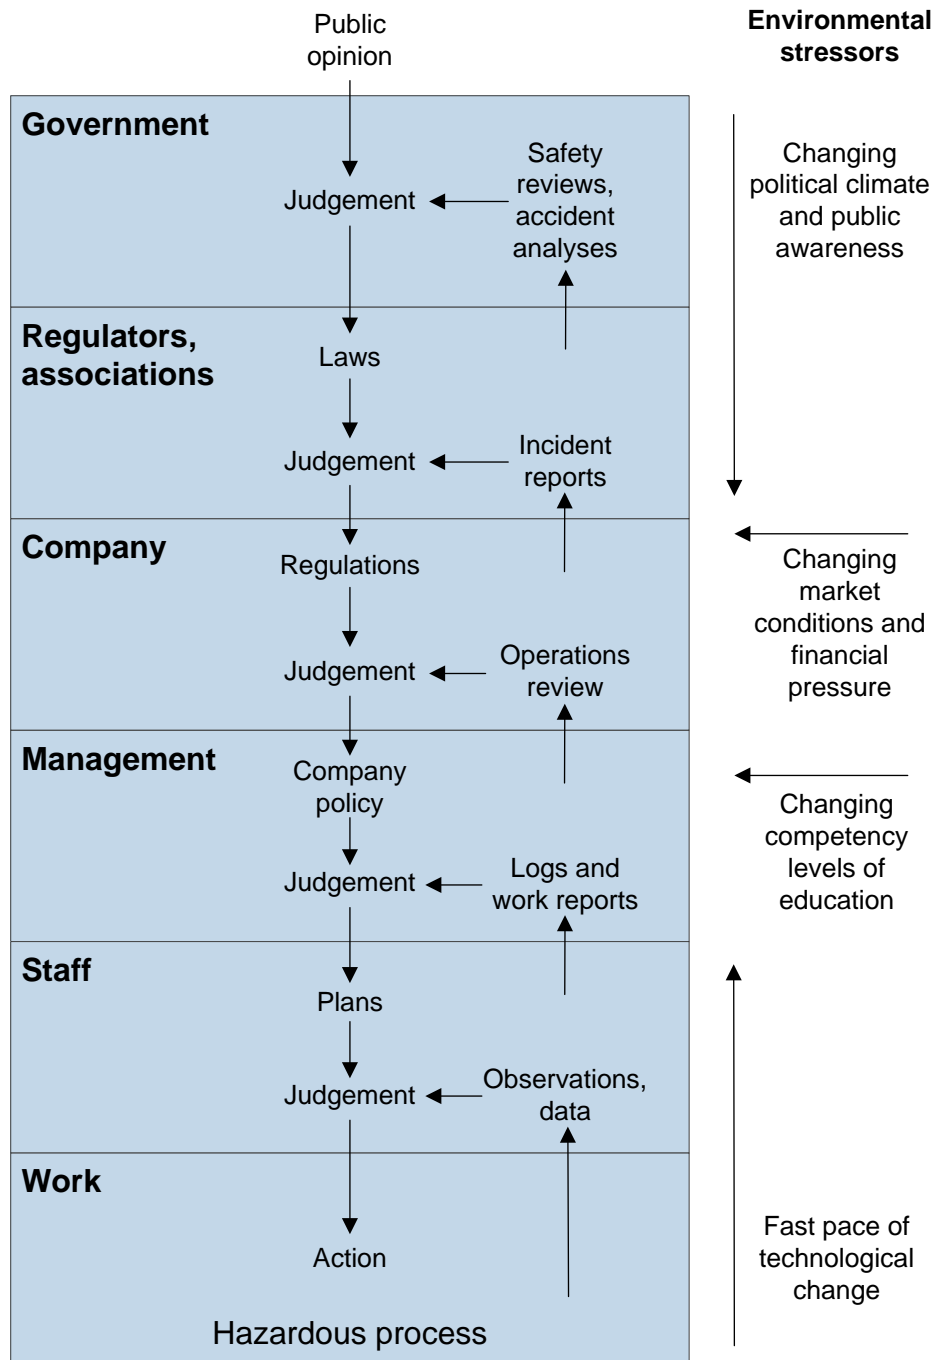 Public
opinion
Environmental
stressors
Government
Judgement
Safety
reviews,
accident
analyses
Changing
political climate
and public
awareness
Regulators,
associations
Laws
Judgement
Incident
reports
Company
Regulations
Judgement
Operations
review
Changing
market
conditions and
financial
pressure
Management
Company
policy
Judgement
Logs and
work reports
Changing
competency
levels of
education
Staff
Plans
Judgement
Observations,
data
Work
Action
Hazardous process
Fast pace of
technological
change